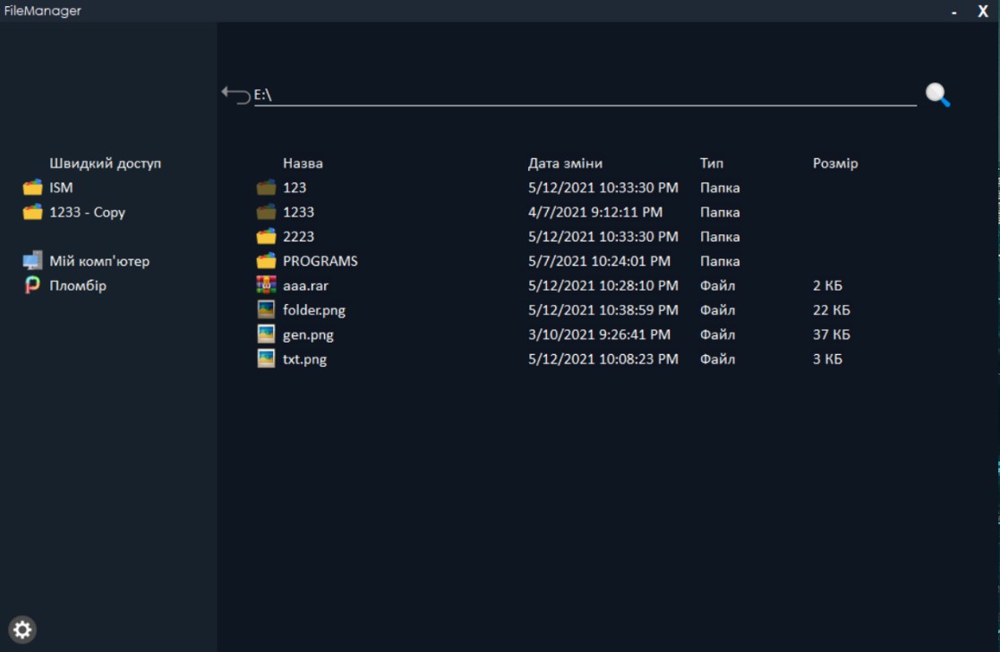 FileManager - X
E:\
Швидкий доступ
ISM
1233 - Copy
Мій комп'ютер
Пломбір
Назва Дата зміни Тип Розмір
123 5/12/2021 10:33:30 PM Папка
1233 4/7/2021 9:12:11 PM Папка
2223 5/12/2021 10:33:30 PM Папка
PROGRAMS 5/7/2021 10:24:01 PM Папка
aaa.rar 5/12/2021 10:28:10 PM Файл 2 КБ
folder.png 5/12/2021 10:38:59 PM Файл 22 КБ
gen.png 3/10/2021 9:26:41 PM Файл 37 КБ
txt.png 5/12/2021 10:08:23 PM Файл 3 КБ